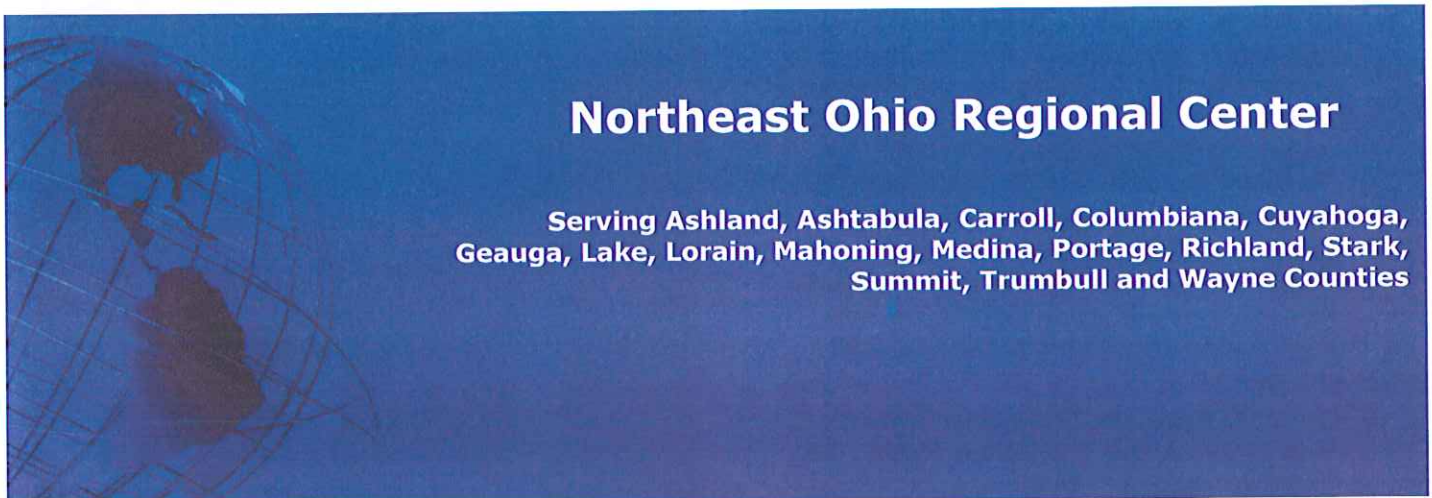 Northeast Ohio Regional Center
Serving Ashland, Ashtabula, Carroll, Columbiana, Cuyahoga,
Geauga, Lake, Lorain, Mahoning, Medina, Portage, Richland, Stark,
Summit, Trumbull and Wayne Counties